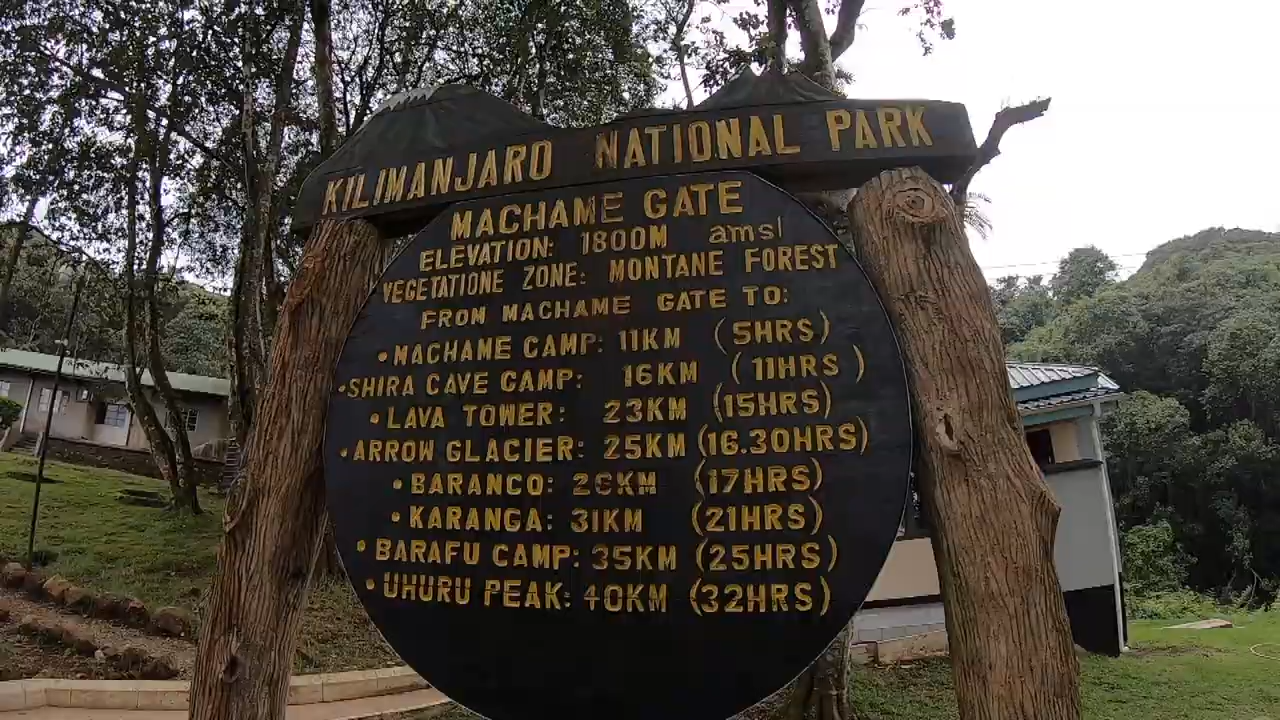 KILIMANJARO NATIONAL PARK
MACHAME GATE
ELEVATION: 1800M amsl
VEGETATIONE ZONE: MONTANE FOREST
FROM MACHAME GATE TO:
• MACHAME CAMP: 11KM (5HRS)
• SHIRA CAVE CAMP: 16KM (11HRS)
• LAVA TOWER: 23KM (15HRS)
• ARROW GLACIER: 25KM (16.30HRS)
• BARANCO: 26KM (17HRS)
• KARANGA: 31KM (21HRS)
• BARAFU CAMP: 35KM (25HRS)
• UHURU PEAK: 40KM (32HRS)